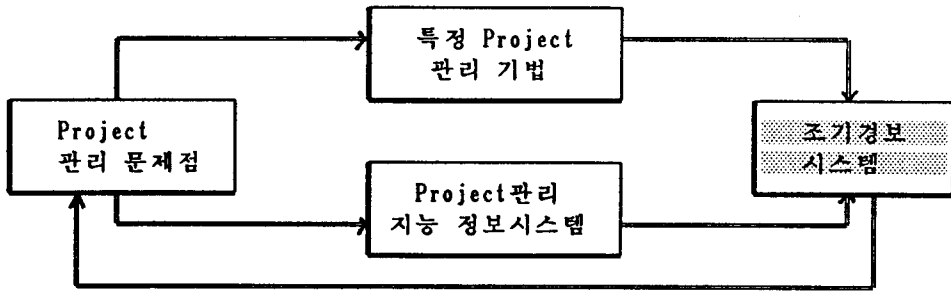 특정 Project
관리 기법
Project
관리 문제점
조기경보
시스템
Project관리
지능 정보시스템